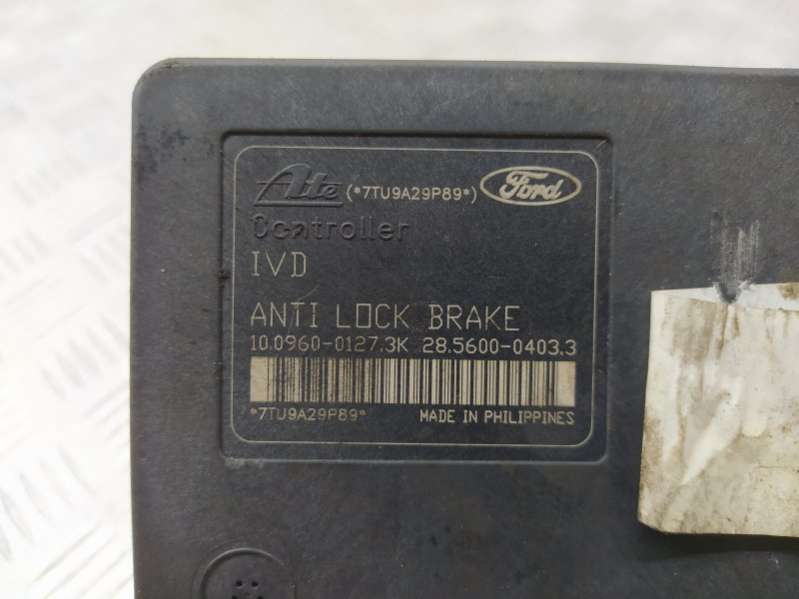 Ate (*7TU9A29P89*) Ford
Controller
IVD
ANTI LOCK BRAKE
10.0960-0127.3K 28.5600-0403.3
*7TU9A29P89* MADE IN PHILIPPINES